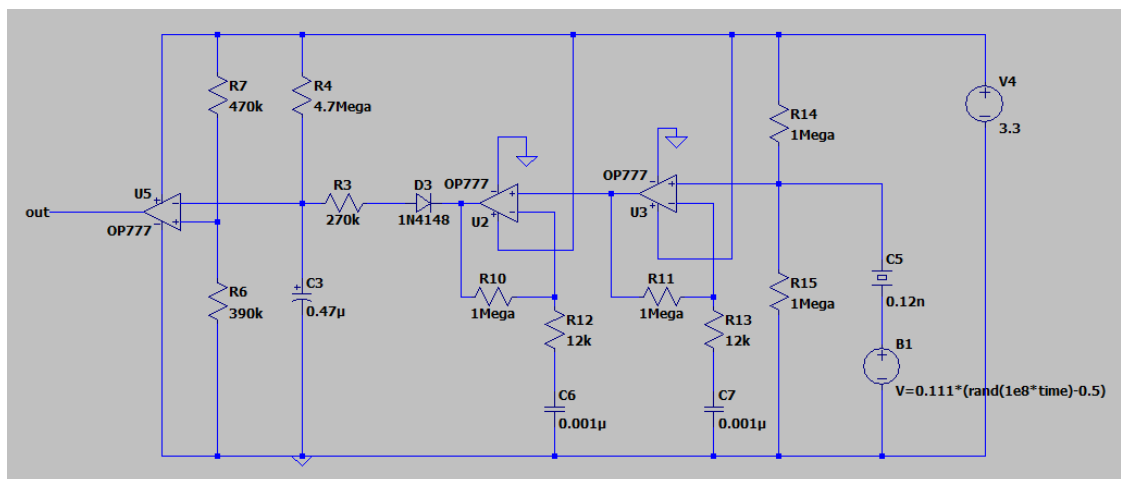 R7
470k
R4
4.7Mega
V4
3.3
R14
1Mega
OP777
OP777
U5
R3
270k
D3
1N4148
U2
U3
out
OP777
R10
1Mega
R11
1Mega
R6
390k
C3
0.47µ
R12
12k
R13
12k
R15
1Mega
C5
0.12n
B1
V=0.111*(rand(1e8*time)-0.5)
C6
0.001µ
C7
0.001µ